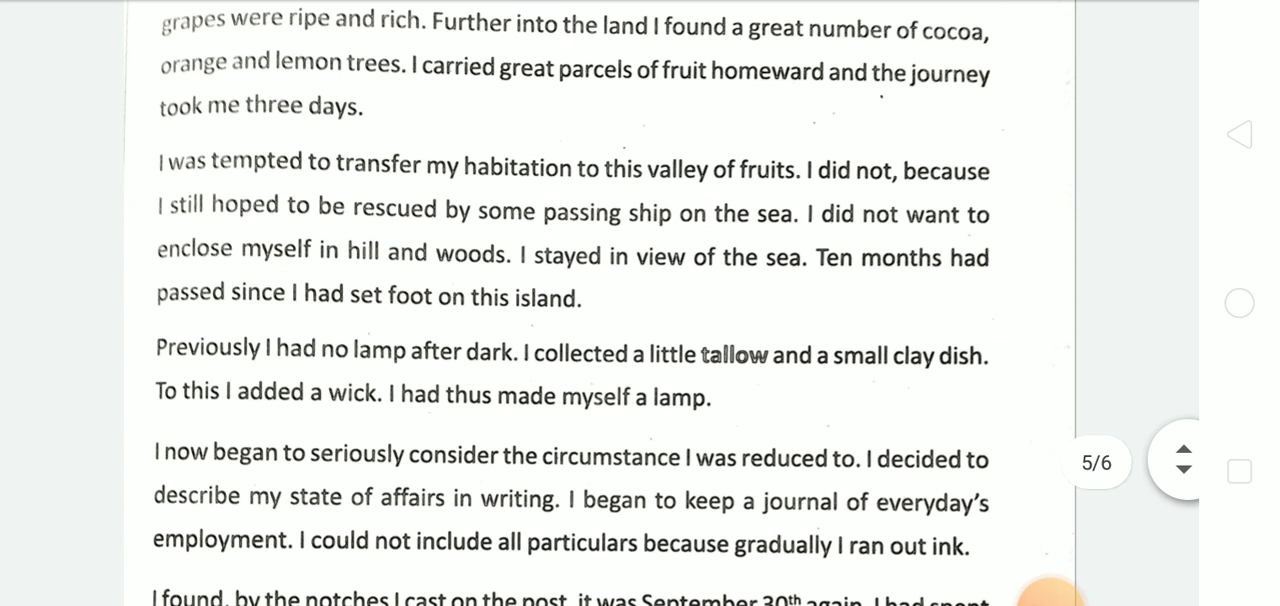 grapes were ripe and rich. Further into the land I found a great number of cocoa,
orange and lemon trees. I carried great parcels of fruit homeward and the journey
took me three days.
I was tempted to transfer my habitation to this valley of fruits. I did not, because
I still hoped to be rescued by some passing ship on the sea. I did not want to
enclose myself in hill and woods. I stayed in view of the sea. Ten months had
passed since I had set foot on this island.
Previously I had no lamp after dark. I collected a little tallow and a small clay dish.
To this I added a wick. I had thus made myself a lamp.
I now began to seriously consider the circumstance I was reduced to. I decided to
describe my state of affairs in writing. I began to keep a journal of everyday's
employment. I could not include all particulars because gradually I ran out ink.
I found, by the notches I cast on the post, it was September 30th again. I had spent
5/6